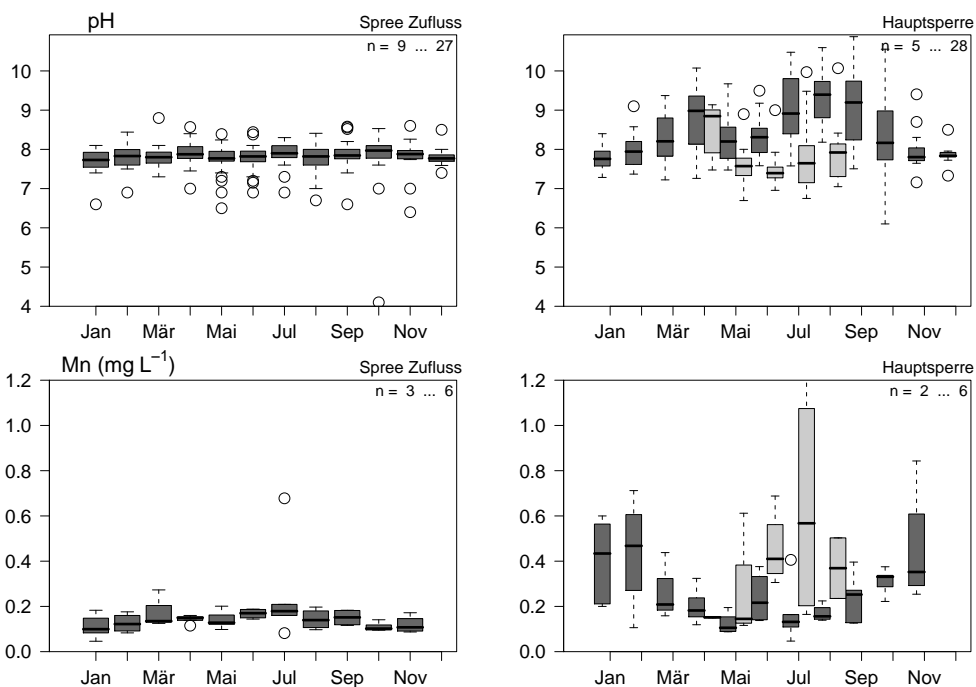 pH Spree Zufluss
n = 9 ... 27
10
9
8
7
6
5
4
Jan Mär Mai Jul Sep Nov
Hauptsperre
n = 5 ... 28
10
9
8
7
6
5
4
Jan Mär Mai Jul Sep Nov
Mn (mg L⁻¹) Spree Zufluss
n = 3 ... 6
1.2
1.0
0.8
0.6
0.4
0.2
0.0
Jan Mär Mai Jul Sep Nov
Hauptsperre
n = 2 ... 6
1.2
1.0
0.8
0.6
0.4
0.2
0.0
Jan Mär Mai Jul Sep Nov